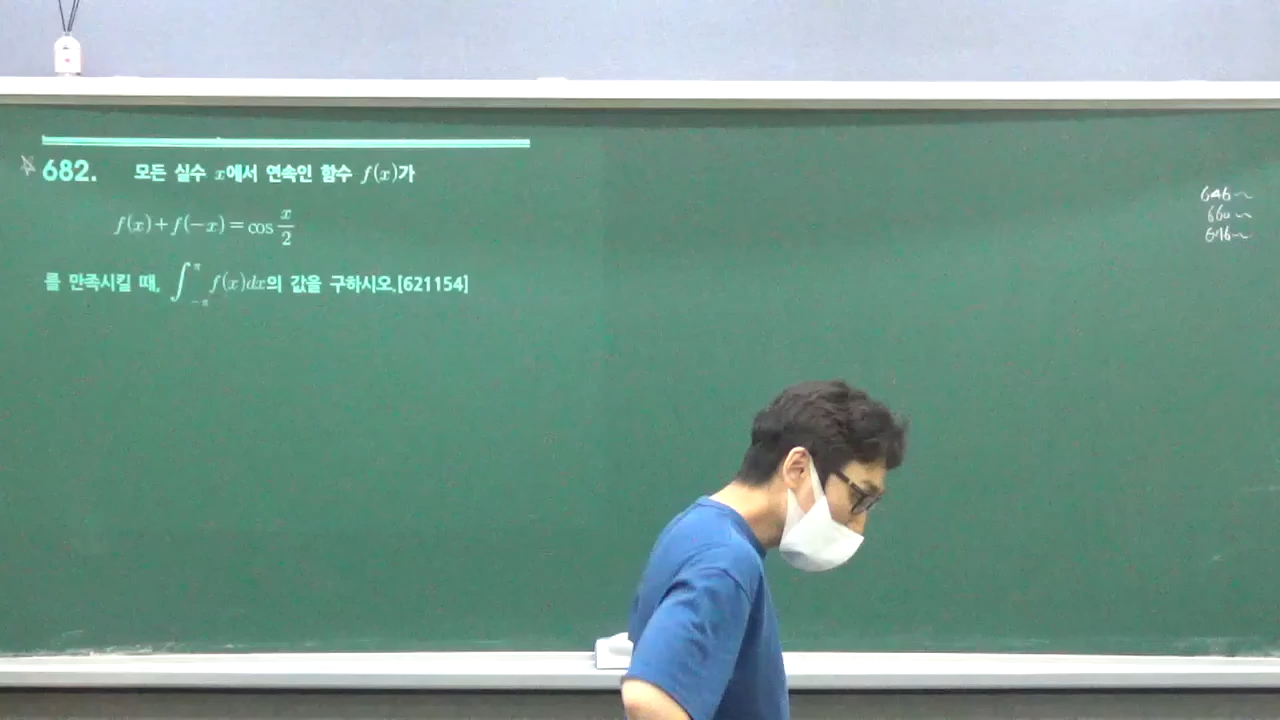 682. 모든 실수 x에서 연속인 함수 f(x)가
f(x)+f(-x)=cos x/2
를 만족시킬 때, ∫_{-π}^{π} f(x)dx의 값을 구하시오.[621154]
646~
660~
676~